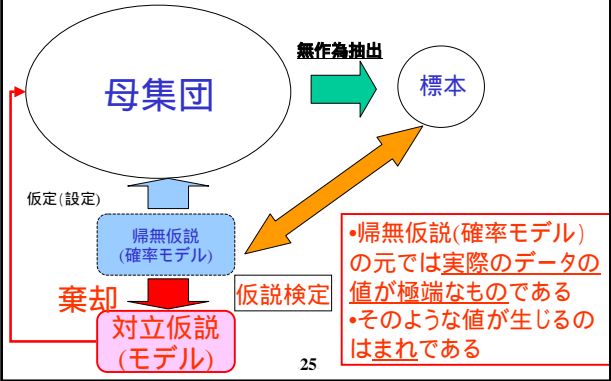 無作為抽出
母集団
標本
仮定(設定)
帰無仮説
(確率モデル)
棄却
仮説検定
対立仮説
(モデル)
•帰無仮説(確率モデル)
の元では実際のデータの
値が極端なものである
•そのような値が生じるの
はまれである
25